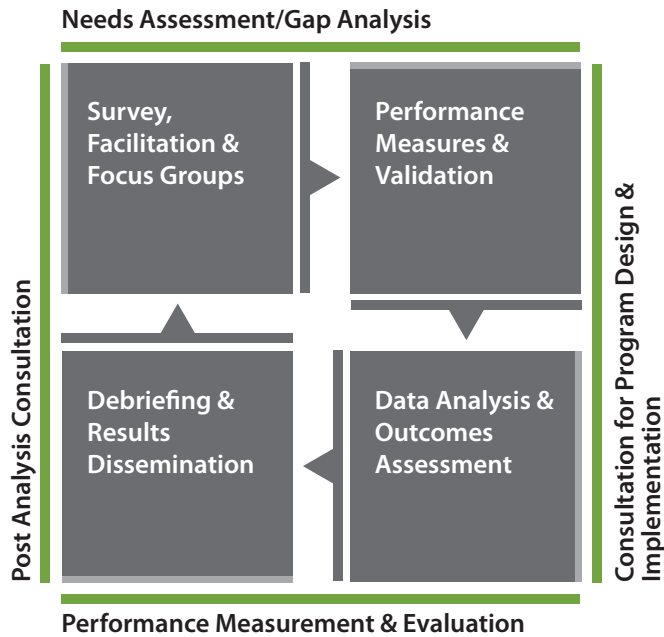 Needs Assessment/Gap Analysis
Survey,
Facilitation &
Focus Groups
Performance
Measures &
Validation
Consultation for Program Design &
Implementation
Post Analysis Consultation
Debriefing &
Results
Dissemination
Data Analysis &
Outcomes
Assessment
Performance Measurement & Evaluation